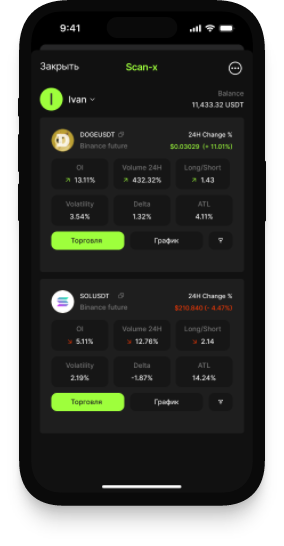 9:41
Закрыть Scan-x
Ivan Balance
11,433.32 USDT
DOGEUSDT 24H Change %
Binance future $0.03029 (+ 11.01%)
OI Volume 24H Long/Short
13.11% 432.32% 1.43
Volatility Delta ATL
3.54% 1.32% 4.11%
Торговля График
SOLUSDT 24H Change %
Binance future $210.640 (- 4.47%)
OI Volume 24H Long/Short
5.11% 12.76% 2.14
Volatility Delta ATL
2.19% -1.87% 14.24%
Торговля График